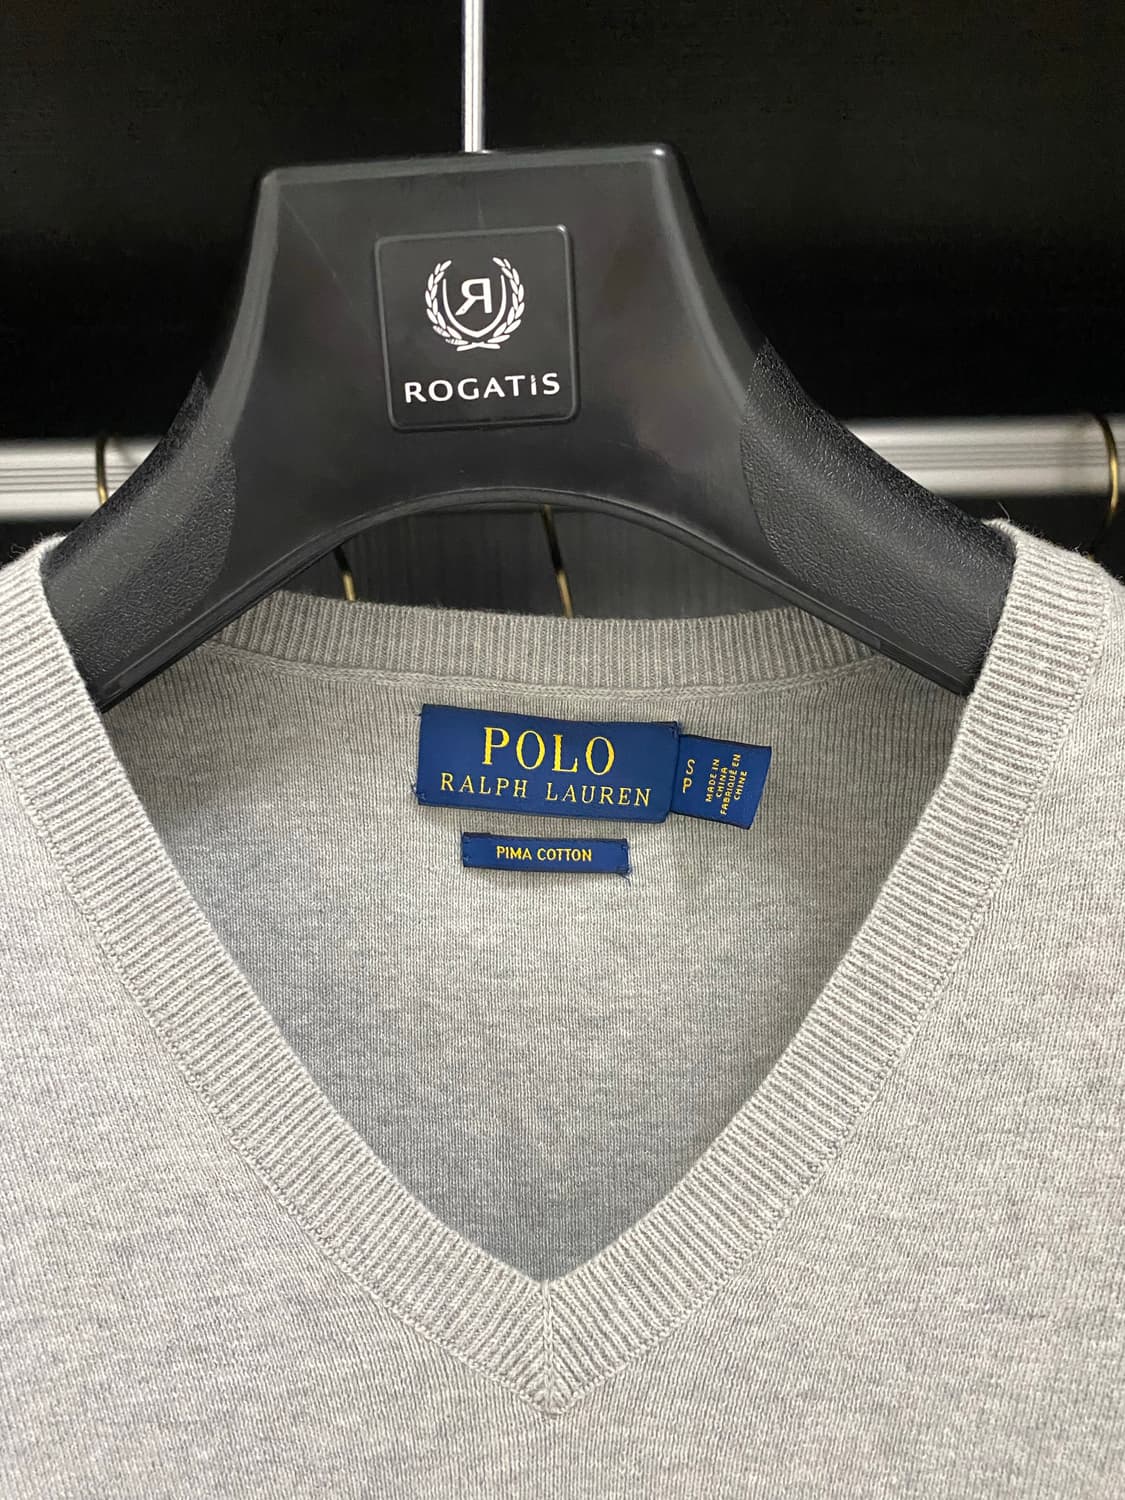 R
ROGATIS
POLO
RALPH LAUREN
S
P
MADE IN
CHINA
FABRIQUÉ EN
CHINE
PIMA COTTON